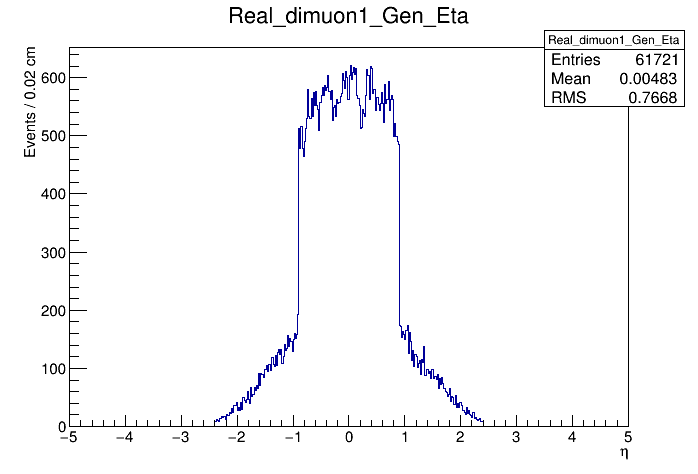 Real_dimuon1_Gen_Eta
Real_dimuon1_Gen_Eta
Entries 61721
Mean 0.00483
RMS 0.7668
Events / 0.02 cm
600
500
400
300
200
100
0
−5 −4 −3 −2 −1 0 1 2 3 4 5
η